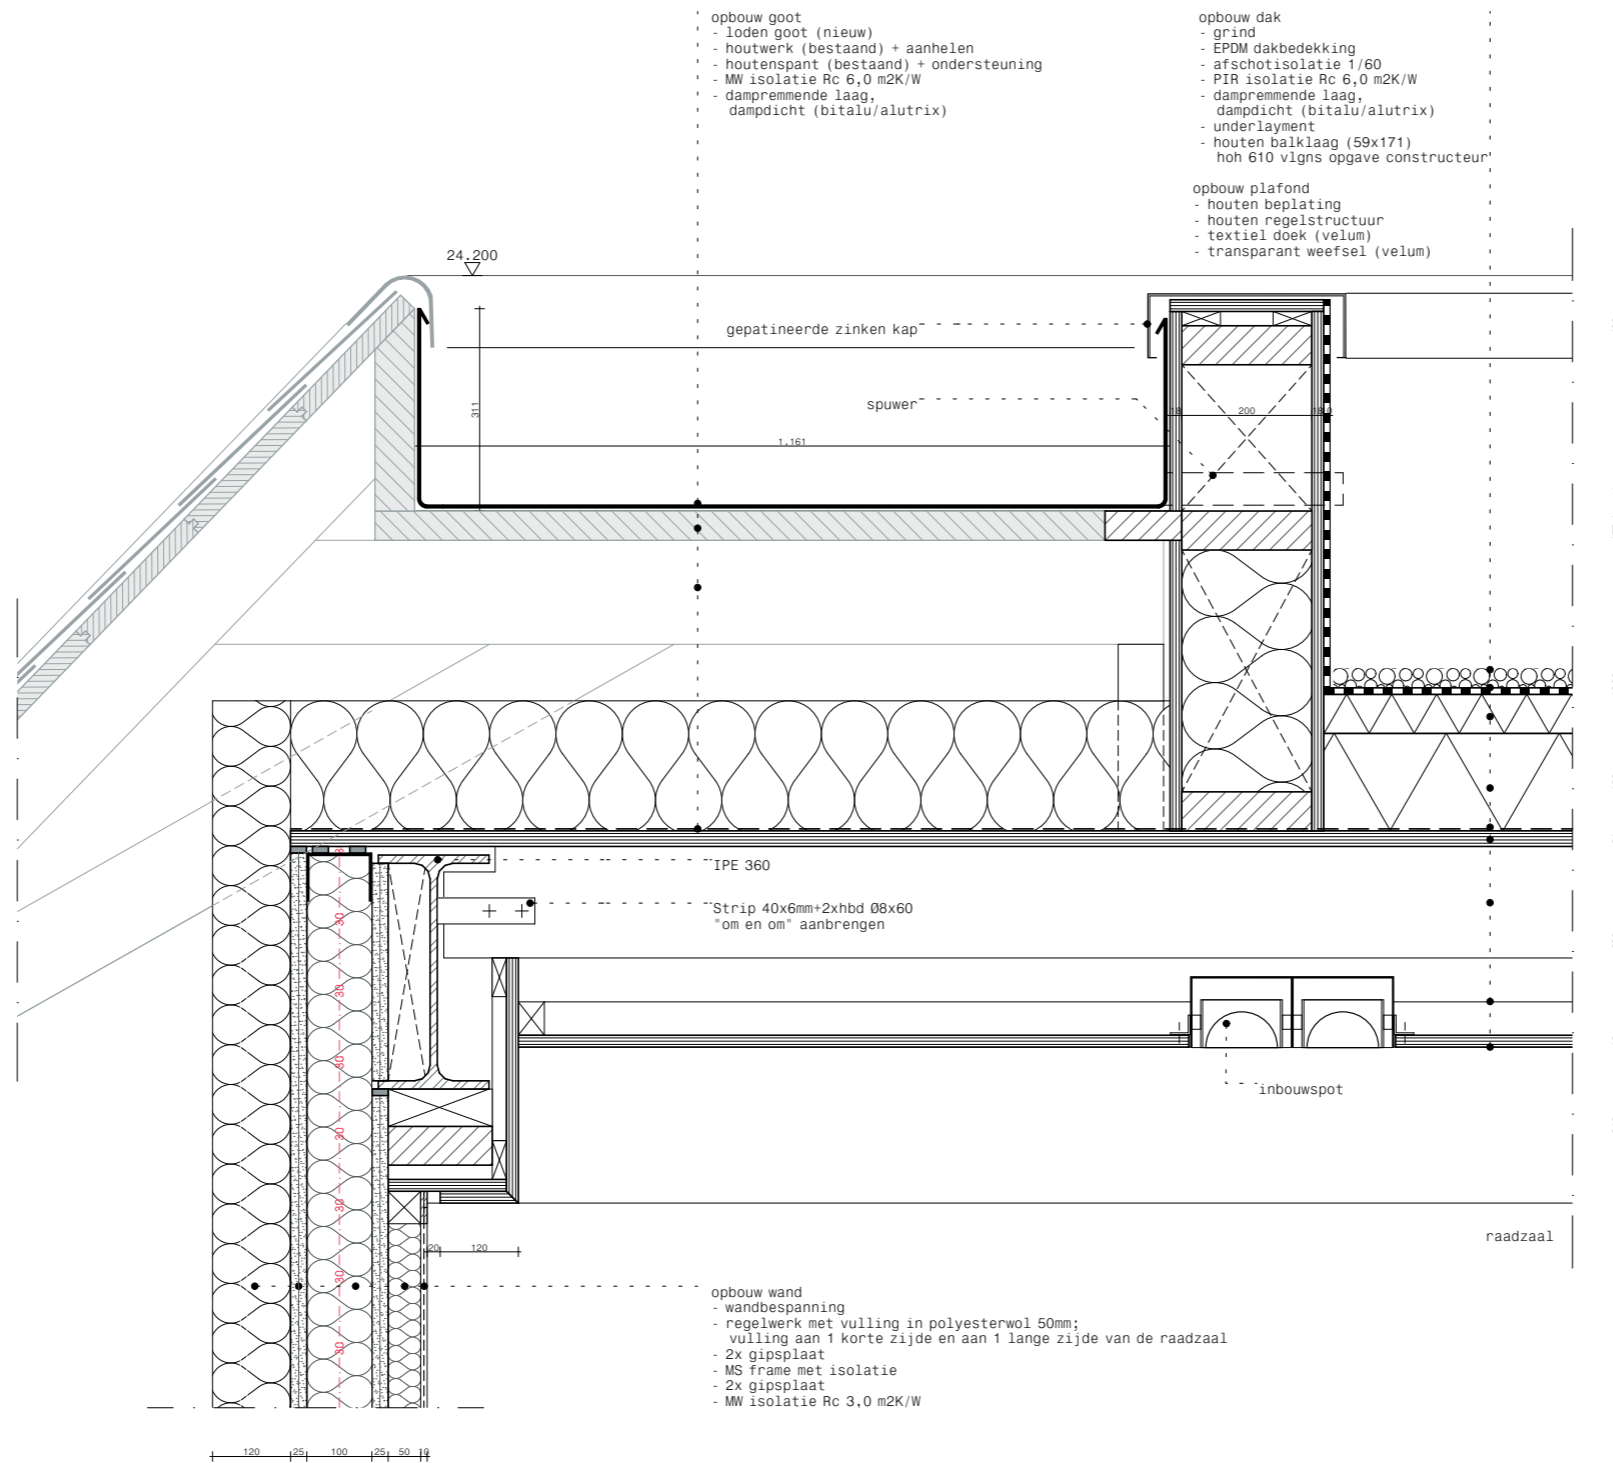 opbouw goot
- loden goot (nieuw)
- houtwerk (bestaand) + aanhelen
- houtenspant (bestaand) + ondersteuning
- MW isolatie Rc 6,0 m2K/W
- dampremmende laag,
dampdicht (bitalu/alutrix)
opbouw dak
- grind
- EPDM dakbedekking
- afschotisolatie 1/60
- PIR isolatie Rc 6,0 m2K/W
- dampremmende laag,
dampdicht (bitalu/alutrix)
- underlayment
- houten balklaag (59x171)
hoh 610 vlgns opgave constructeur
opbouw plafond
- houten beplating
- houten regelstructuur
- textiel doek (velum)
- transparant weefsel (velum)
24.200
gepatineerde zinken kap
spuwer
311
1.161
18 200 18
IPE 360
Strip 40x6mm+2xhbd Ø8x60
"om en om" aanbrengen
30
30
30
30
30
30
30
inbouwspot
raadzaal
20 120
opbouw wand
- wandbespanning
- regelwerk met vulling in polyesterwol 50mm;
vulling aan 1 korte zijde en aan 1 lange zijde van de raadzaal
- 2x gipsplaat
- MS frame met isolatie
- 2x gipsplaat
- MW isolatie Rc 3,0 m2K/W
120 25 100 25 50 10